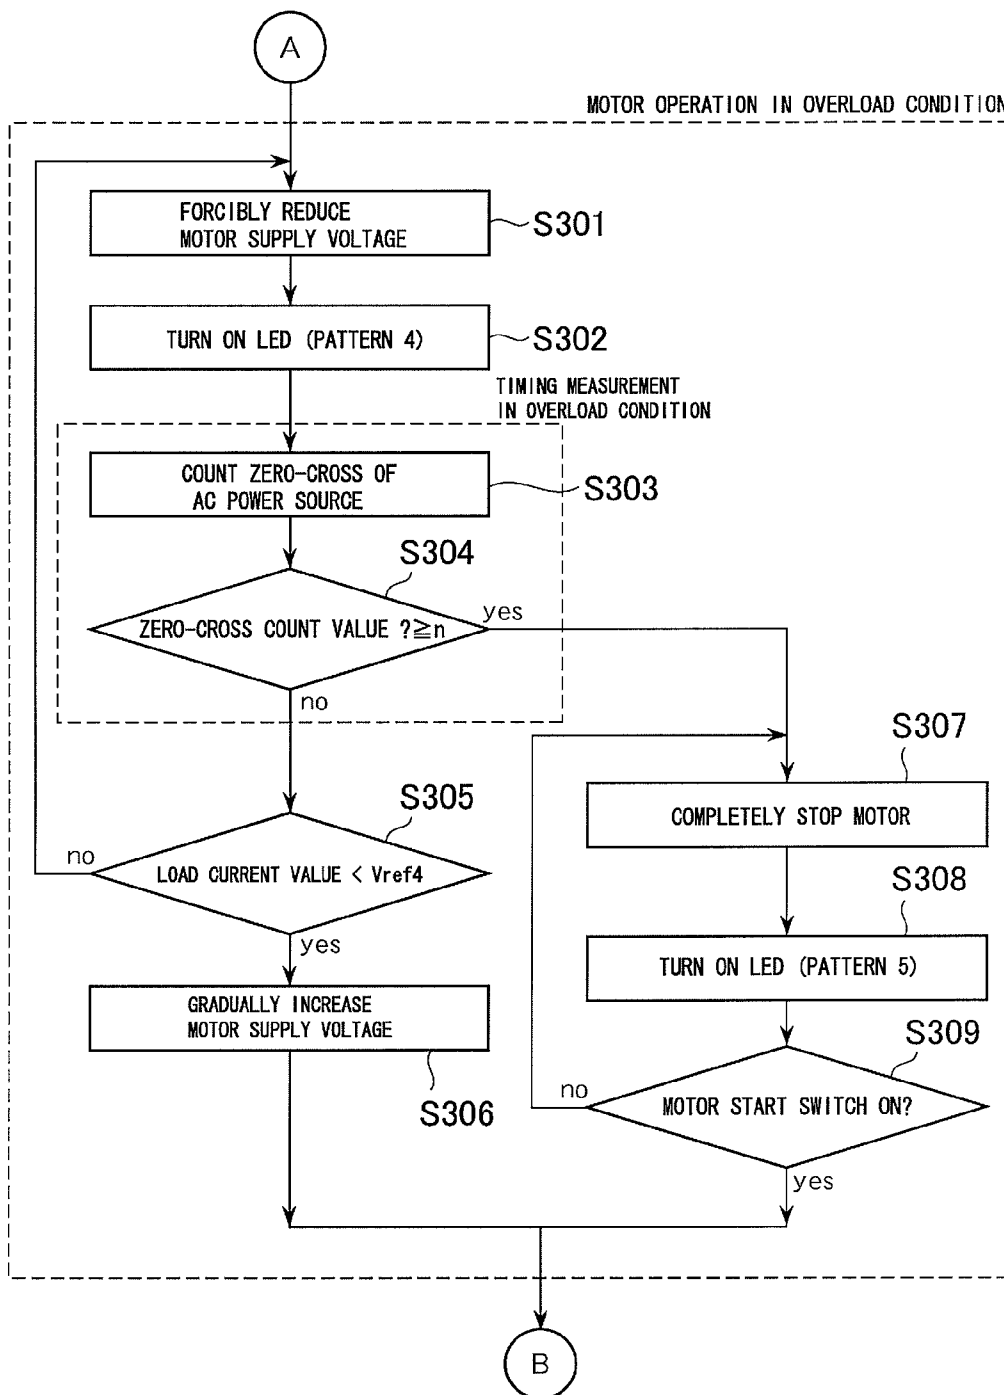 A
MOTOR OPERATION IN OVERLOAD CONDITION
FORCIBLY REDUCE
MOTOR SUPPLY VOLTAGE
S301
TURN ON LED (PATTERN 4)
S302
TIMING MEASUREMENT
IN OVERLOAD CONDITION
COUNT ZERO-CROSS OF
AC POWER SOURCE
S303
S304
ZERO-CROSS COUNT VALUE ?≧n
yes
no
S305
LOAD CURRENT VALUE < Vref4
no
yes
GRADUALLY INCREASE
MOTOR SUPPLY VOLTAGE
S306
S307
COMPLETELY STOP MOTOR
S308
TURN ON LED (PATTERN 5)
S309
MOTOR START SWITCH ON?
no
yes
B